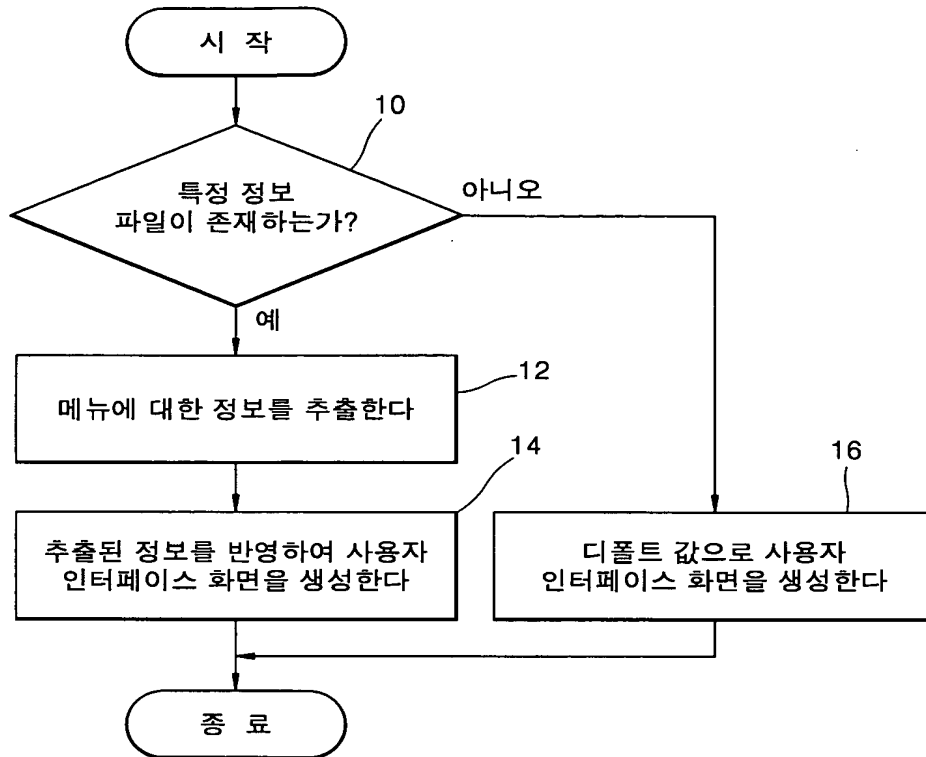 시 작
10
특정 정보
파일이 존재하는가?
아니오
예
12
메뉴에 대한 정보를 추출한다
14
추출된 정보를 반영하여 사용자
인터페이스 화면을 생성한다
16
디폴트 값으로 사용자
인터페이스 화면을 생성한다
종 료